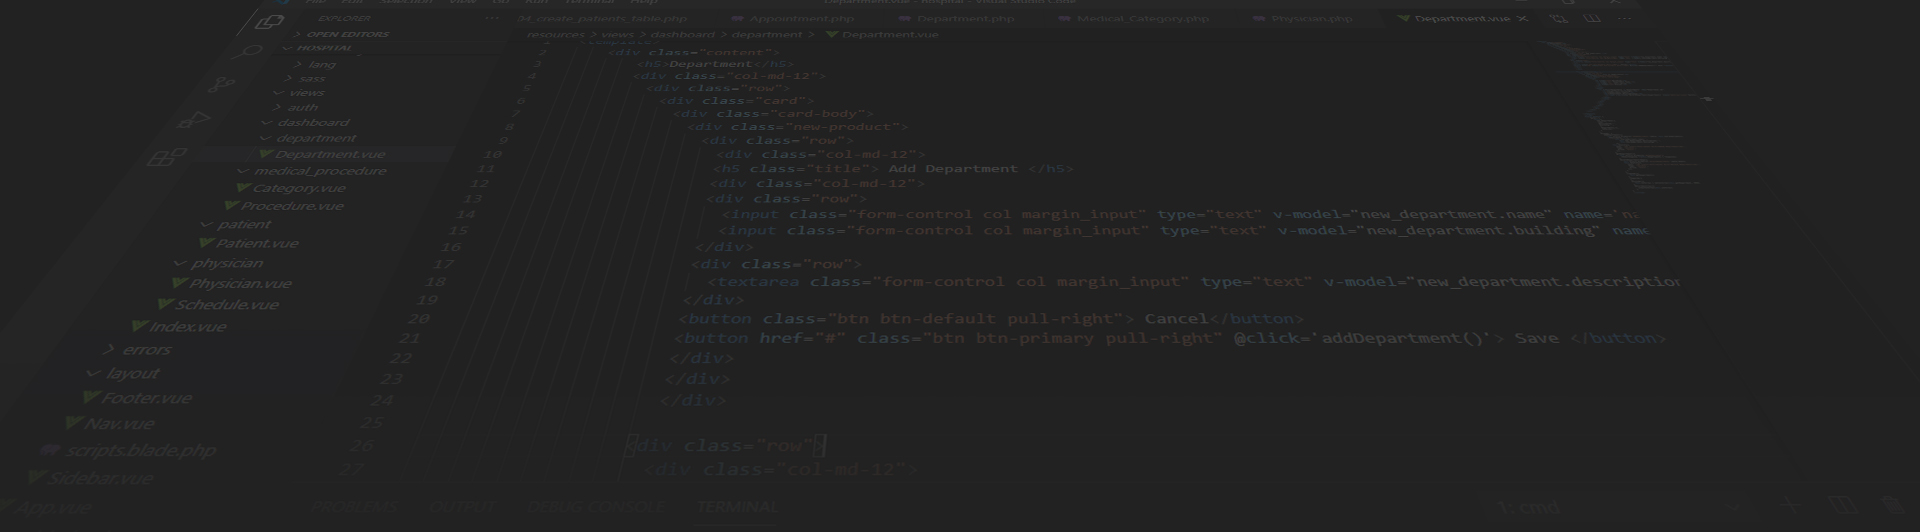 File Edit Selection View Go Run Terminal Help
Department.vue - hospital - Visual Studio Code
EXPLORER
OPEN EDITORS
HOSPITAL
lang
sass
views
auth
dashboard
department
Department.vue
medical_procedure
Category.vue
Procedure.vue
patient
Patient.vue
physician
Physician.vue
Schedule.vue
Index.vue
errors
layout
Footer.vue
Nav.vue
scripts.blade.php
Sidebar.vue
App.vue
04_create_patients_table.php Appointment.php Department.php Medical_Category.php Physician.php Department.vue
resources > views > dashboard > department > Department.vue
1 <template>
2 <div class="content">
3 <h5>Department</h5>
4 <div class="col-md-12">
5 <div class="row">
6 <div class="card">
7 <div class="card-body">
8 <div class="new-product">
9 <div class="row">
10 <div class="col-md-12">
11 <h5 class="title"> Add Department </h5>
12 <div class="col-md-12">
13 <div class="row">
14 <input class="form-control col margin_input" type="text" v-model="new_department.name" name="na
15 <input class="form-control col margin_input" type="text" v-model="new_department.building" name
16 </div>
17 <div class="row">
18 <textarea class="form-control col margin_input" type="text" v-model="new_department.description
19 </div>
20 <button class="btn btn-default pull-right"> Cancel</button>
21 <button href="#" class="btn btn-primary pull-right" @click='addDepartment()'> Save </button>
22 </div>
23 </div>
24 </div>
25
26 <div class="row">
27 <div class="col-md-12">
PROBLEMS OUTPUT DEBUG CONSOLE TERMINAL
1: cmd